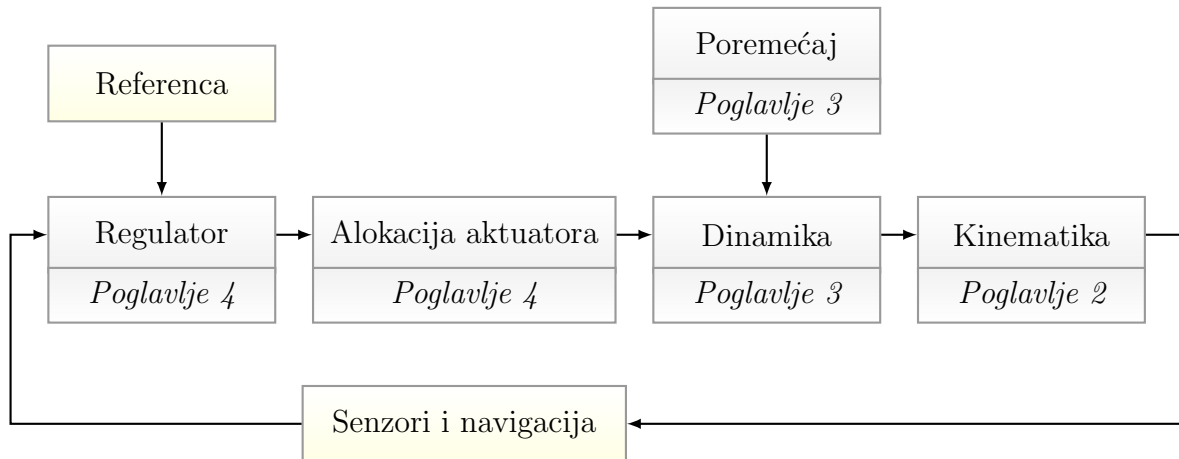 Referenca
Poremećaj
Poglavlje 3
Regulator
Poglavlje 4
Alokacija aktuatora
Poglavlje 4
Dinamika
Poglavlje 3
Kinematika
Poglavlje 2
Senzori i navigacija